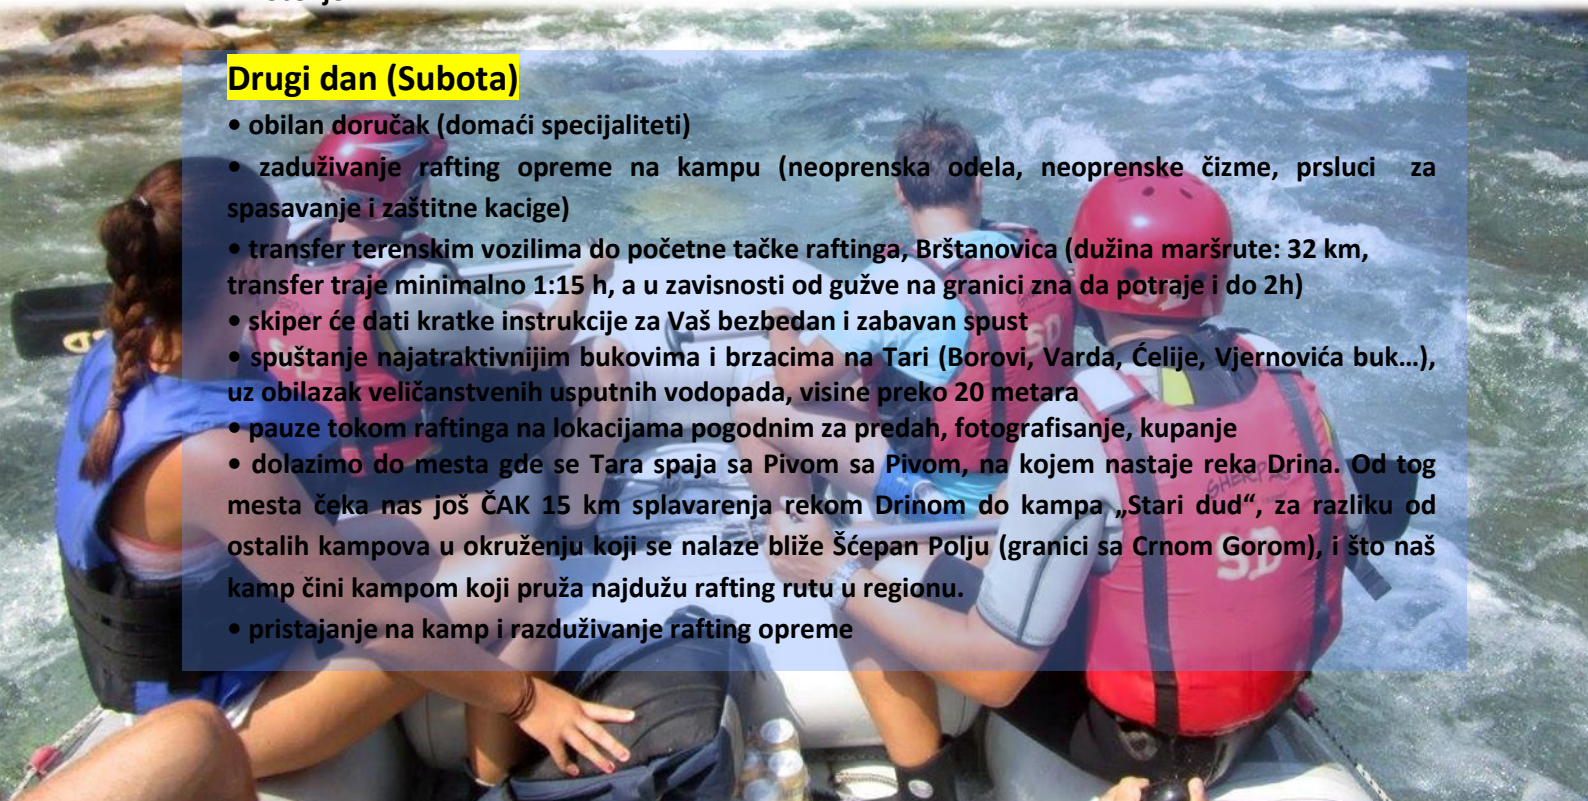 Drugi dan (Subota)
• obilan doručak (domaći specijaliteti)
• zaduživanje rafting opreme na kampu (neoprenska odela, neoprenske čizme, prsluci za
spasavanje i zaštitne kacige)
• transfer terenskim vozilima do početne tačke raftinga, Brštanovica (dužina maršrute: 32 km,
transfer traje minimalno 1:15 h, a u zavisnosti od gužve na granici zna da potraje i do 2h)
• skiper će dati kratke instrukcije za Vaš bezbedan i zabavan spust
• spuštanje najatraktivnijim bukovima i brzacima na Tari (Borovi, Varda, Ćelije, Vjernovića buk...),
uz obilazak veličanstvenih usputnih vodopada, visine preko 20 metara
• pauze tokom raftinga na lokacijama pogodnim za predah, fotografisanje, kupanje
• dolazimo do mesta gde se Tara spaja sa Pivom sa Pivom, na kojem nastaje reka Drina. Od tog
mesta čeka nas još ČAK 15 km splavarenja rekom Drinom do kampa „Stari dud“, za razliku od
ostalih kampova u okruženju koji se nalaze bliže Šćepan Polju (granici sa Crnom Gorom), i što naš
kamp čini kampom koji pruža najdužu rafting rutu u regionu.
• pristajanje na kamp i razduživanje rafting opreme
SD
SD